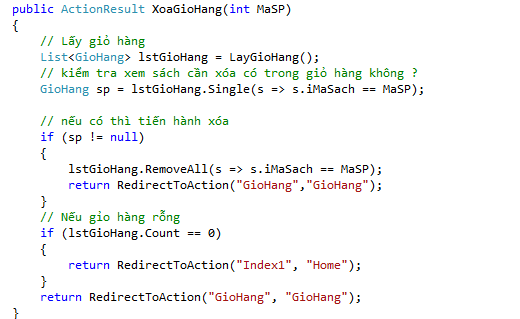 public ActionResult XoaGioHang(int MaSP)
{
// Lấy giỏ hàng
List<GioHang> lstGioHang = LayGioHang();
// kiểm tra xem sách cần xóa có trong giỏ hàng không ?
GioHang sp = lstGioHang.Single(s => s.iMaSach == MaSP);
// nếu có thì tiến hành xóa
if (sp != null)
{
lstGioHang.RemoveAll(s => s.iMaSach == MaSP);
return RedirectToAction("GioHang","GioHang");
}
// Nếu giỏ hàng rỗng
if (lstGioHang.Count == 0)
{
return RedirectToAction("Index1", "Home");
}
return RedirectToAction("GioHang", "GioHang");
}